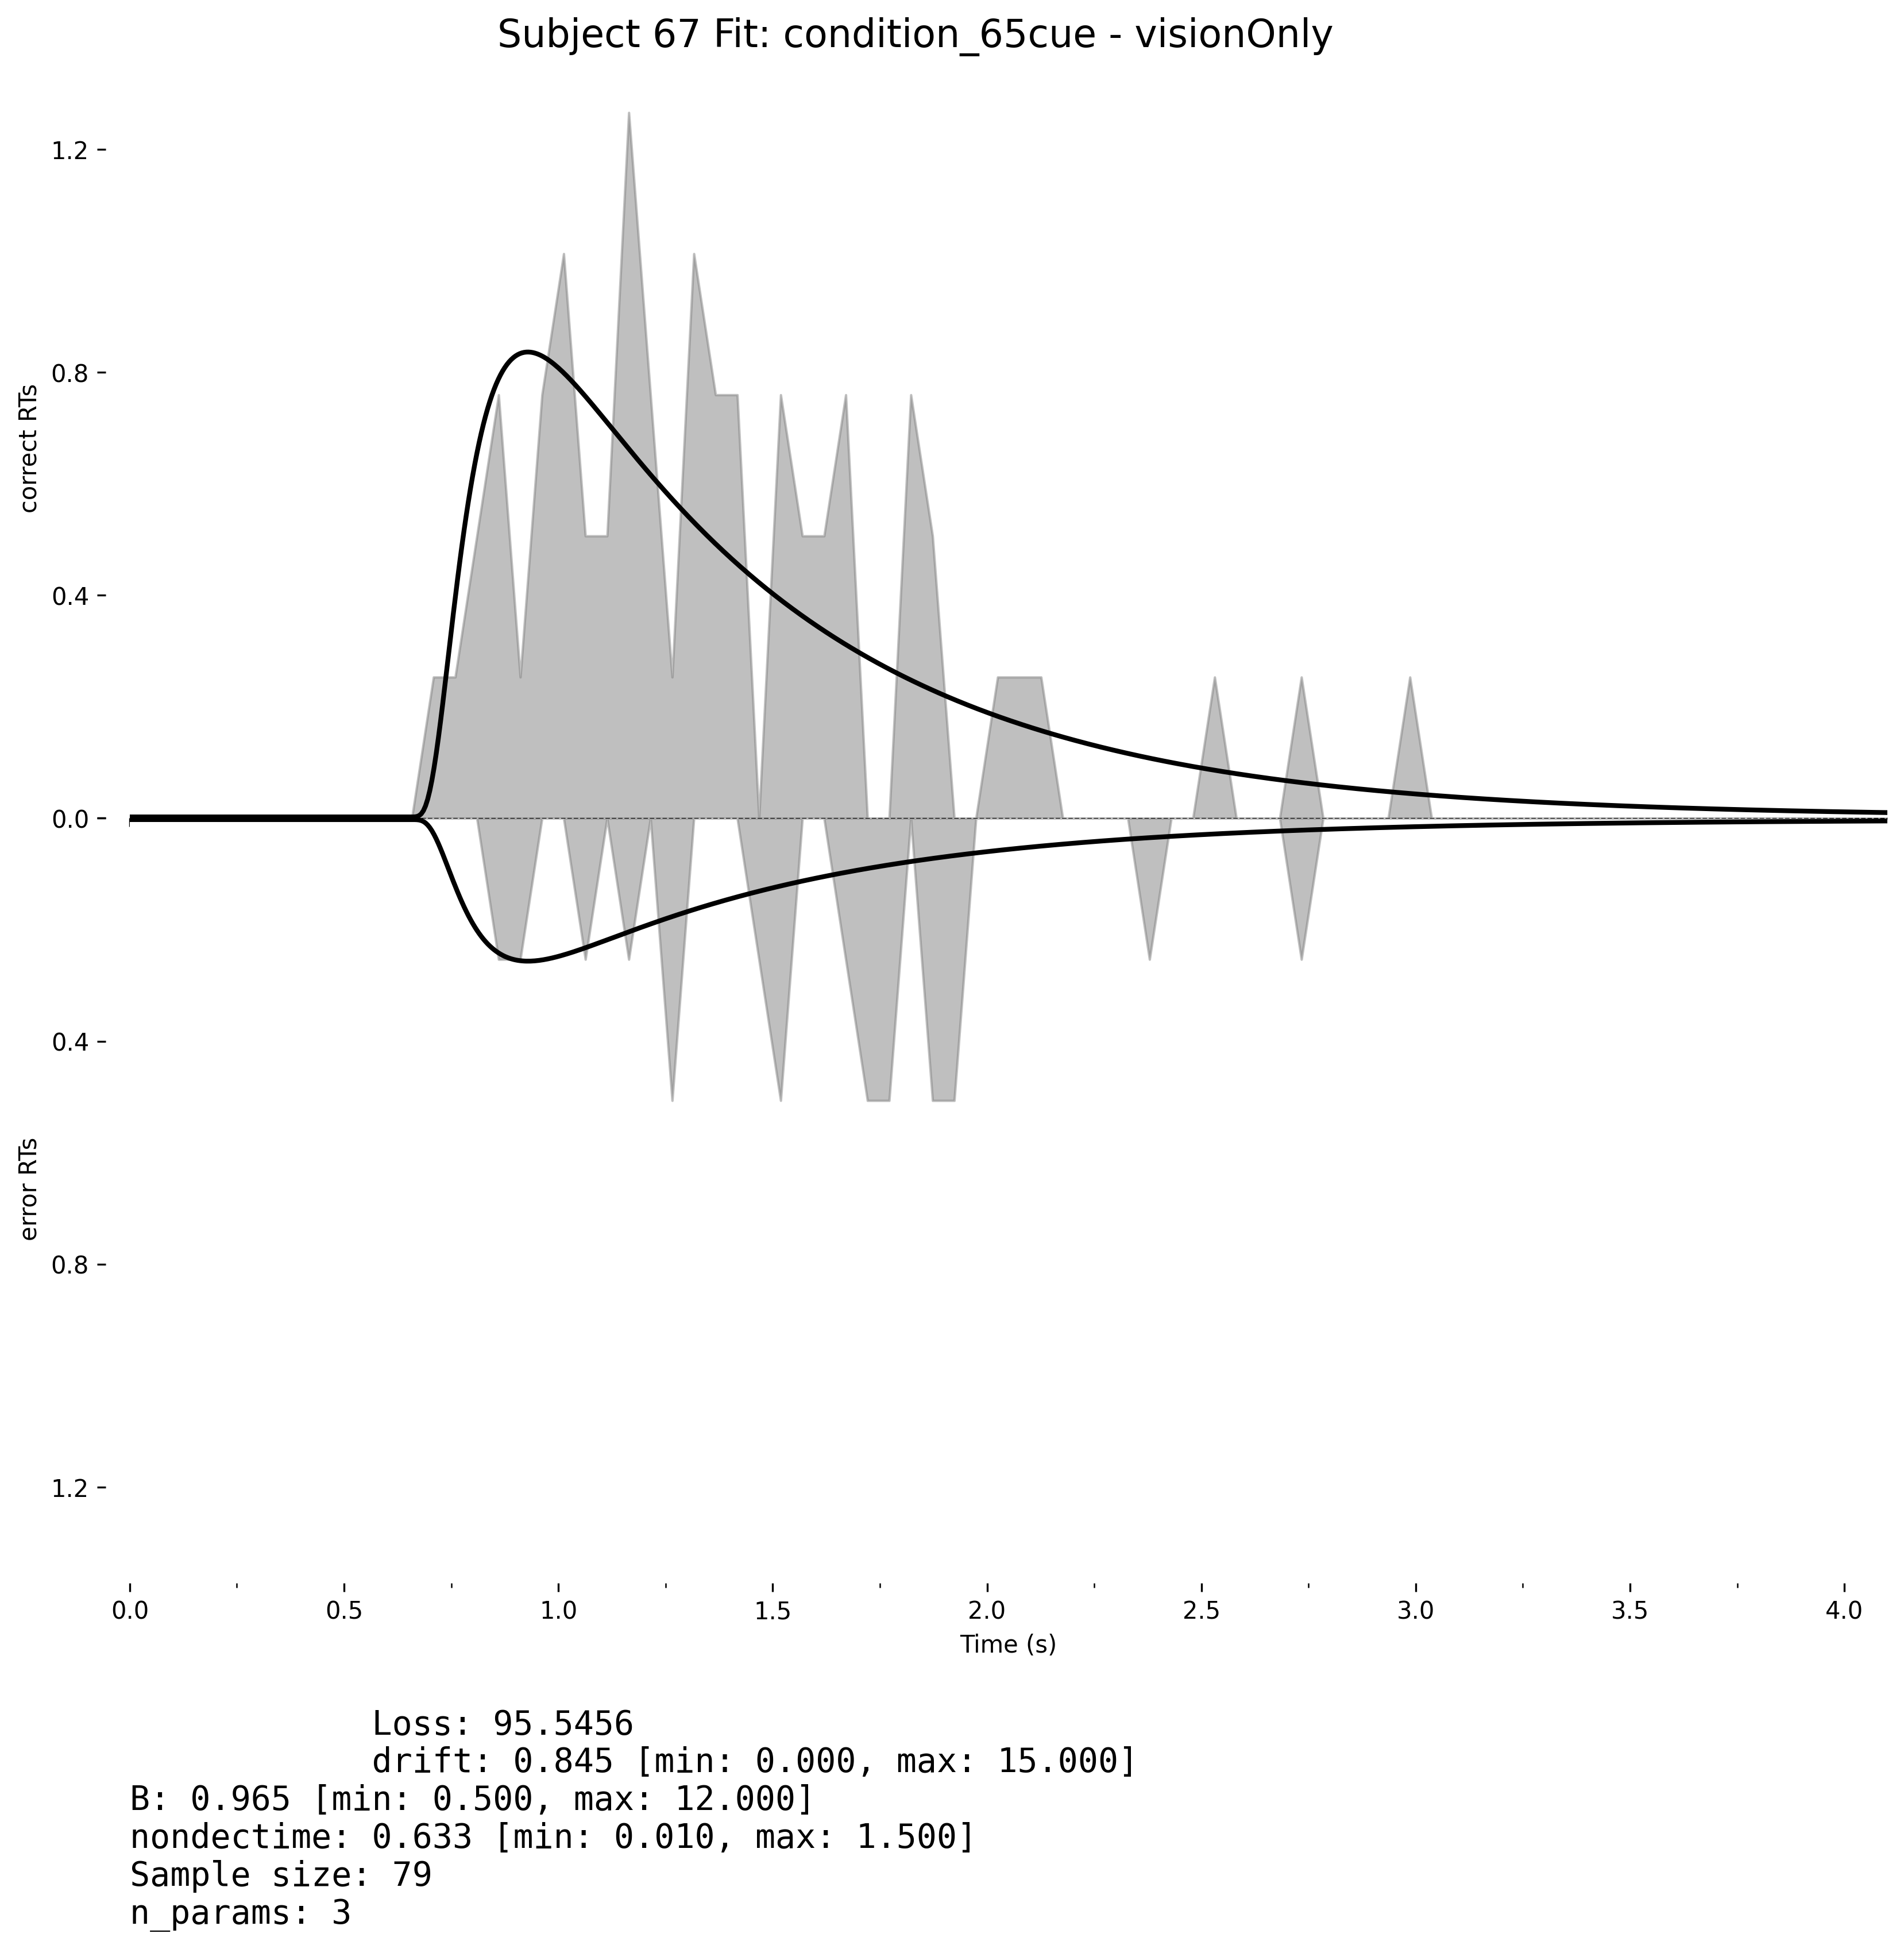 Subject 67 Fit: condition_65cue - visionOnly
1.2
0.8
0.4
0.0
0.4
0.8
1.2
correct RTs
error RTs
0.0 0.5 1.0 1.5 2.0 2.5 3.0 3.5 4.0
Time (s)
Loss: 95.5456
drift: 0.845 [min: 0.000, max: 15.000]
B: 0.965 [min: 0.500, max: 12.000]
nondectime: 0.633 [min: 0.010, max: 1.500]
Sample size: 79
n_params: 3